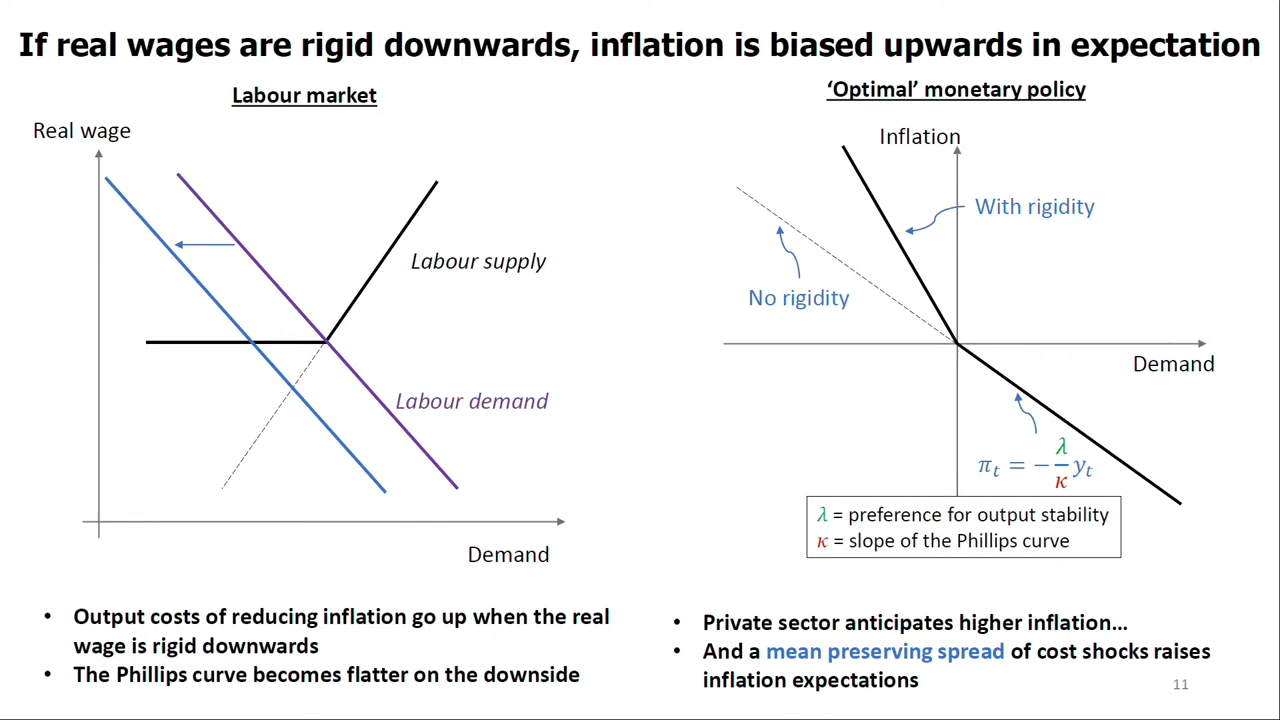 If real wages are rigid downwards, inflation is biased upwards in expectation
Labour market
Real wage
Labour supply
Labour demand
Demand
• Output costs of reducing inflation go up when the real
wage is rigid downwards
• The Phillips curve becomes flatter on the downside
‘Optimal’ monetary policy
Inflation
With rigidity
No rigidity
Demand
πₜ = −λ/κ yₜ
λ = preference for output stability
κ = slope of the Phillips curve
• Private sector anticipates higher inflation...
• And a mean preserving spread of cost shocks raises
inflation expectations
11